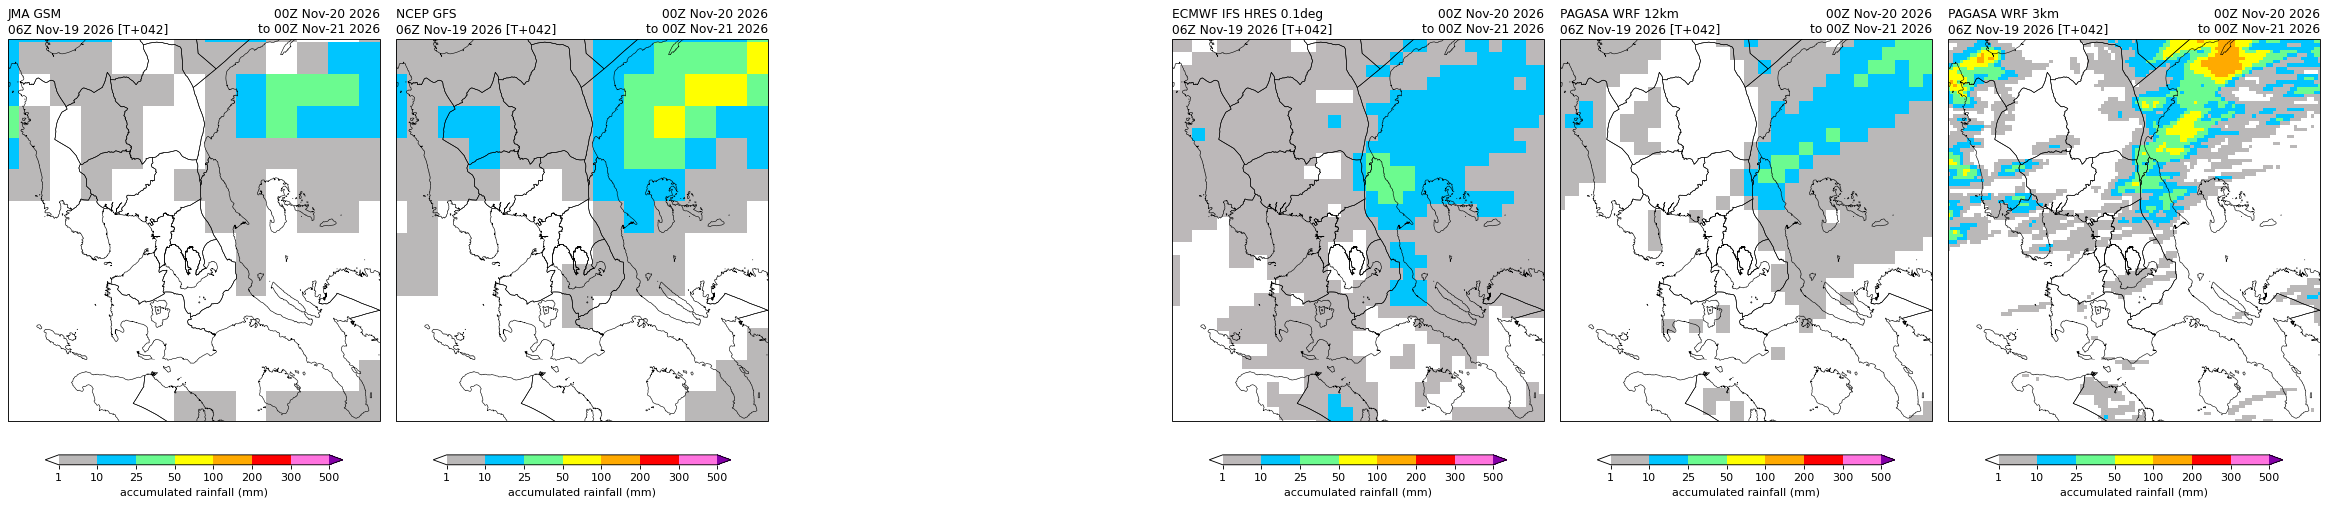 JMA GSM 00Z Nov-20 2026
06Z Nov-19 2026 [T+042] to 00Z Nov-21 2026
1 10 25 50 100 200 300 500
accumulated rainfall (mm)
NCEP GFS 00Z Nov-20 2026
06Z Nov-19 2026 [T+042] to 00Z Nov-21 2026
1 10 25 50 100 200 300 500
accumulated rainfall (mm)
ECMWF IFS HRES 0.1deg 00Z Nov-20 2026
06Z Nov-19 2026 [T+042] to 00Z Nov-21 2026
1 10 25 50 100 200 300 500
accumulated rainfall (mm)
PAGASA WRF 12km 00Z Nov-20 2026
06Z Nov-19 2026 [T+042] to 00Z Nov-21 2026
1 10 25 50 100 200 300 500
accumulated rainfall (mm)
PAGASA WRF 3km 00Z Nov-20 2026
06Z Nov-19 2026 [T+042] to 00Z Nov-21 2026
1 10 25 50 100 200 300 500
accumulated rainfall (mm)